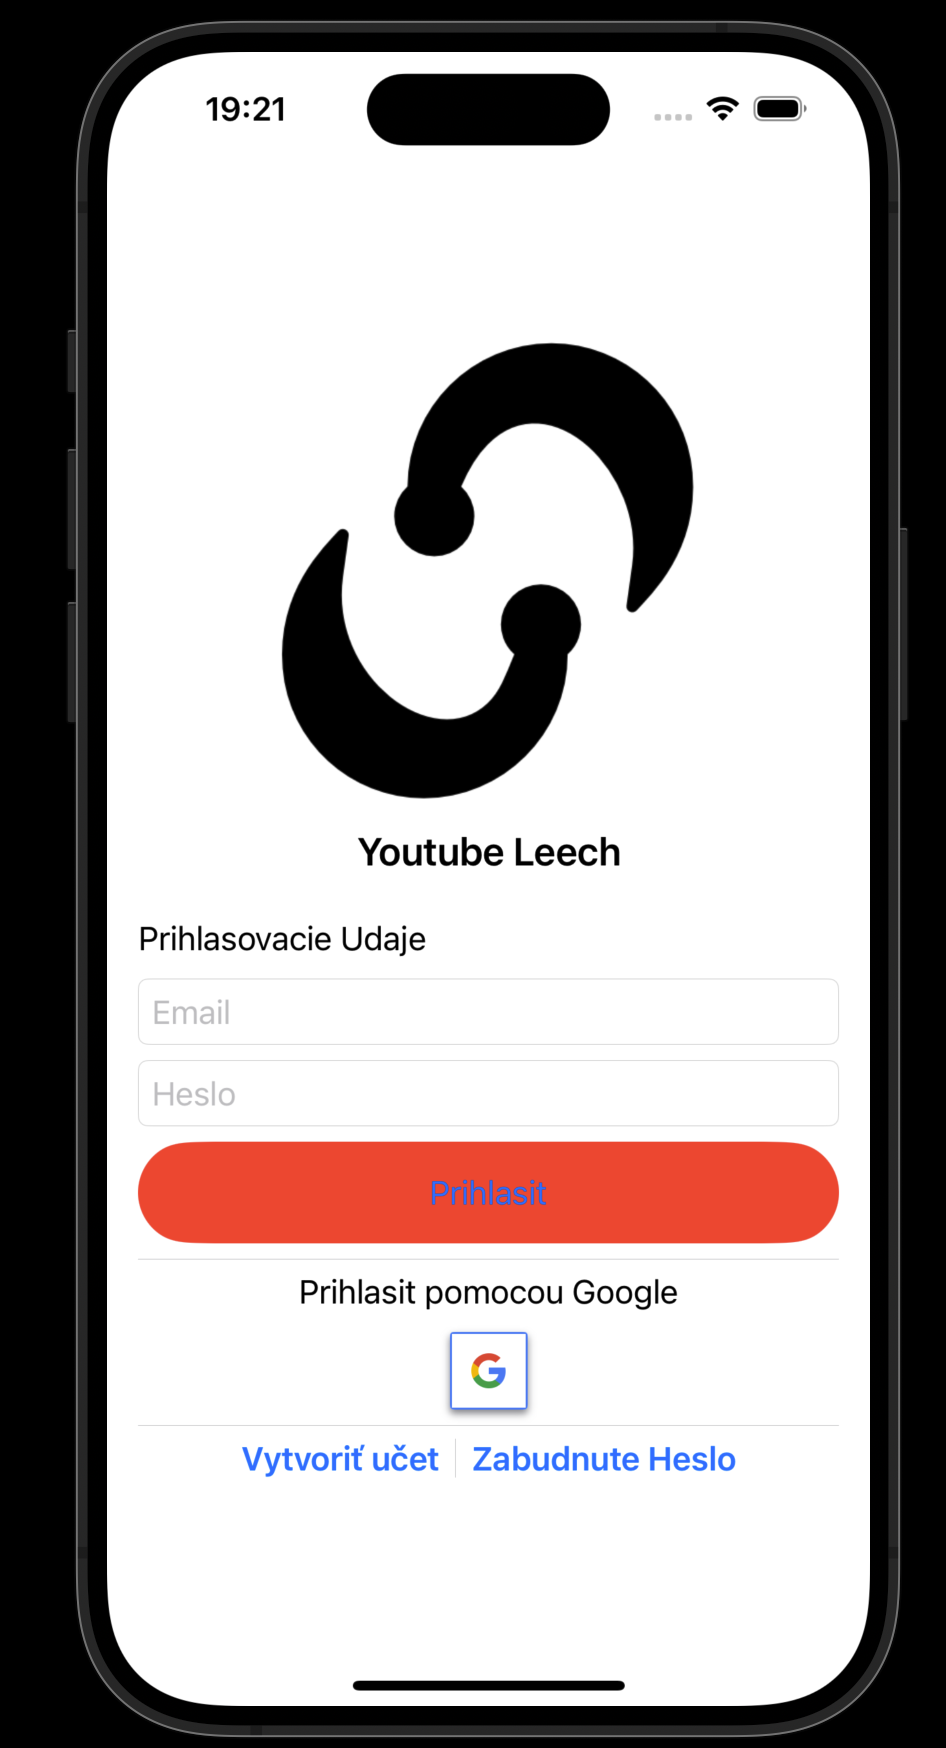 19:21
Youtube Leech
Prihlasovacie Udaje
Email
Heslo
Prihlasit
Prihlasit pomocou Google
Vytvoriť učet
Zabudnute Heslo